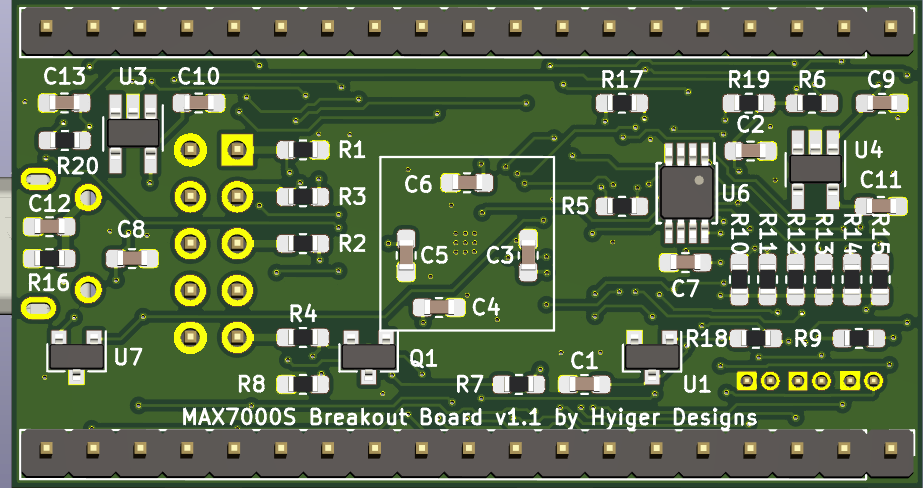 C13 U3 C10 R17 R19 R6 C9
R20 R1 C2 U4
C6 R3 R5 U6 C11
C12 C8 R2 C5 C3 R10 R11 R12 R13 R14 R15
R16 C7
R4 C4
U7 Q1 R18 R9
R8 R7 C1 U1
MAX7000S Breakout Board v1.1 by Hyiger Designs